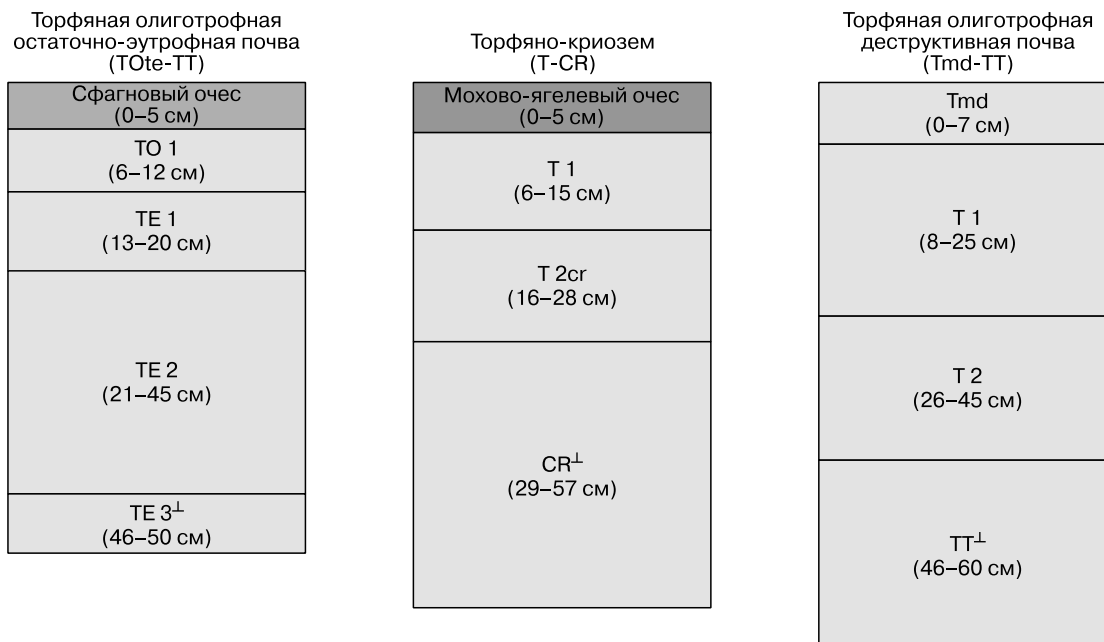 Торфяная олиготрофная
остаточно-эутрофная почва
(TOte-TT)
Сфагновый очес
(0–5 см)
TO 1
(6–12 см)
TE 1
(13–20 см)
TE 2
(21–45 см)
TE 3⊥
(46–50 см)
Торфяно-криозем
(T-CR)
Мохово-ягелевый очес
(0–5 см)
T 1
(6–15 см)
T 2cr
(16–28 см)
CR⊥
(29–57 см)
Торфяная олиготрофная
деструктивная почва
(Tmd-TT)
Tmd
(0–7 см)
T 1
(8–25 см)
T 2
(26–45 см)
TT⊥
(46–60 см)